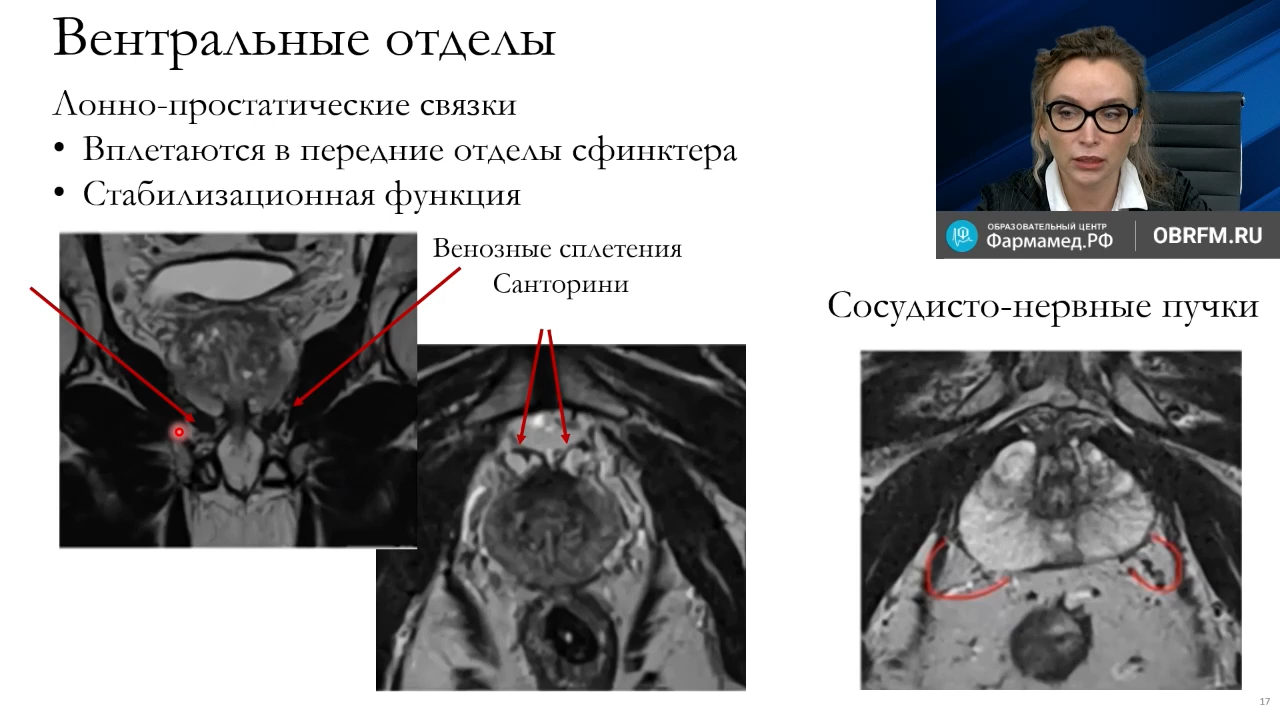 Вентральные отделы
Лонно-простатические связки
• Вплетаются в передние отделы сфинктера
• Стабилизационная функция
Венозные сплетения
Санторини
ОБРАЗОВАТЕЛЬНЫЙ ЦЕНТР
Фармамед.РФ
OBRFM.RU
Сосудисто-нервные пучки
17